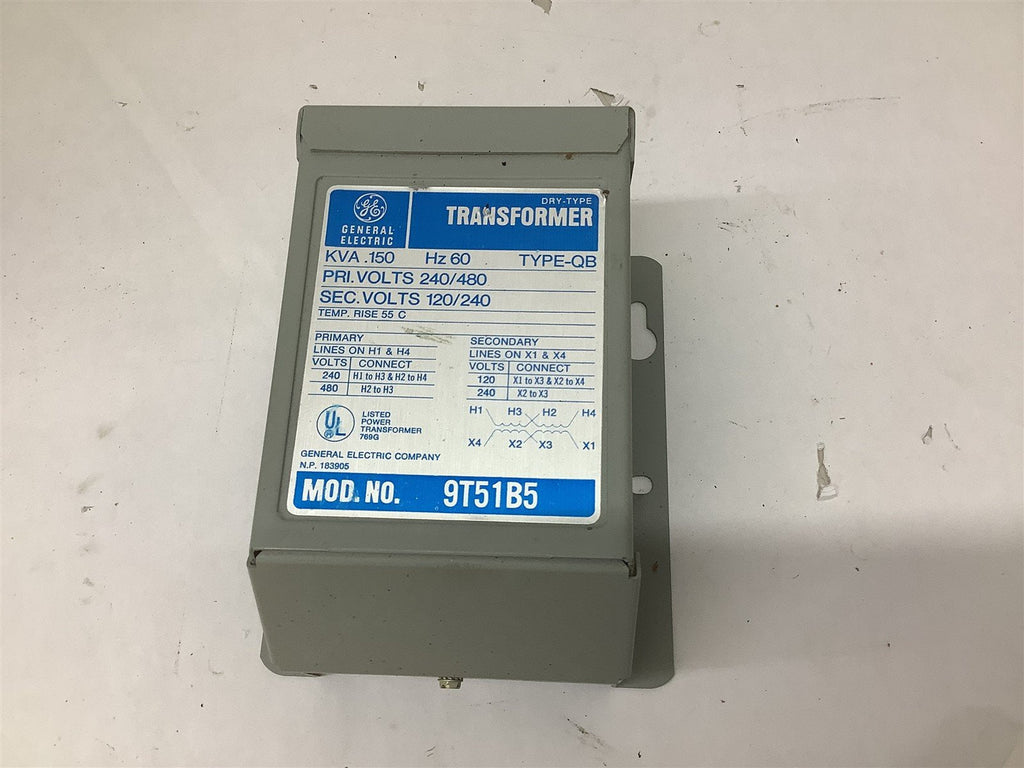 GE
GENERAL
ELECTRIC
DRY-TYPE
TRANSFORMER
KVA .150 Hz 60 TYPE-QB
PRI. VOLTS 240/480
SEC. VOLTS 120/240
TEMP. RISE 55 C
PRIMARY
LINES ON H1 & H4
VOLTS CONNECT
240 H1 to H3 & H2 to H4
480 H2 to H3
SECONDARY
LINES ON X1 & X4
VOLTS CONNECT
120 X1 to X3 & X2 to X4
240 X2 to X3
H1 H3 H2 H4
X4 X2 X3 X1
UL
LISTED
POWER
TRANSFORMER
769G
GENERAL ELECTRIC COMPANY
N.P. 183905
MOD. NO. 9T51B5